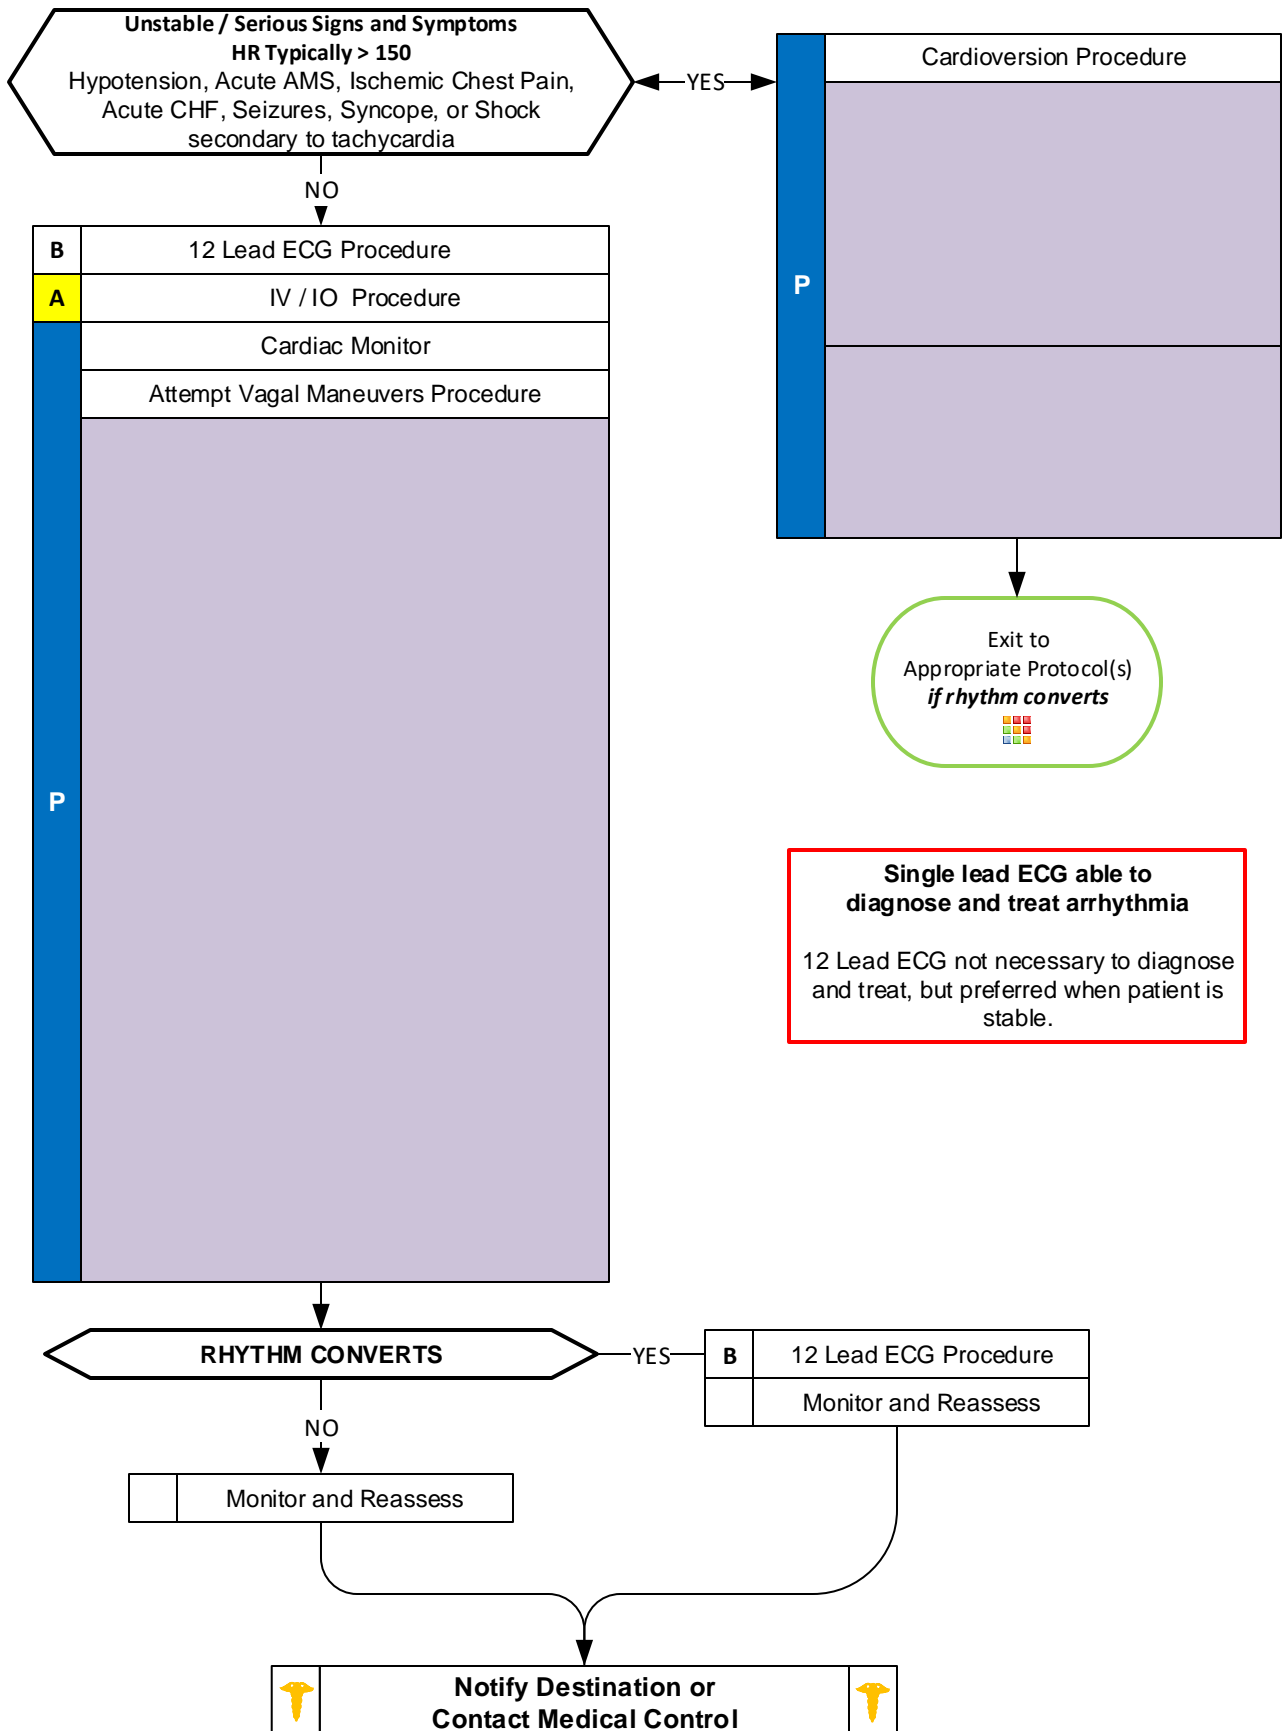 Unstable / Serious Signs and Symptoms
HR Typically > 150
Hypotension, Acute AMS, Ischemic Chest Pain,
Acute CHF, Seizures, Syncope, or Shock
secondary to tachycardia
YES
Cardioversion Procedure
P
NO
B
12 Lead ECG Procedure
A
IV / IO Procedure
Cardiac Monitor
Attempt Vagal Maneuvers Procedure
P
Exit to
Appropriate Protocol(s)
if rhythm converts
Single lead ECG able to
diagnose and treat arrhythmia
12 Lead ECG not necessary to diagnose
and treat, but preferred when patient is
stable.
RHYTHM CONVERTS
YES
B
12 Lead ECG Procedure
Monitor and Reassess
NO
Monitor and Reassess
Notify Destination or
Contact Medical Control